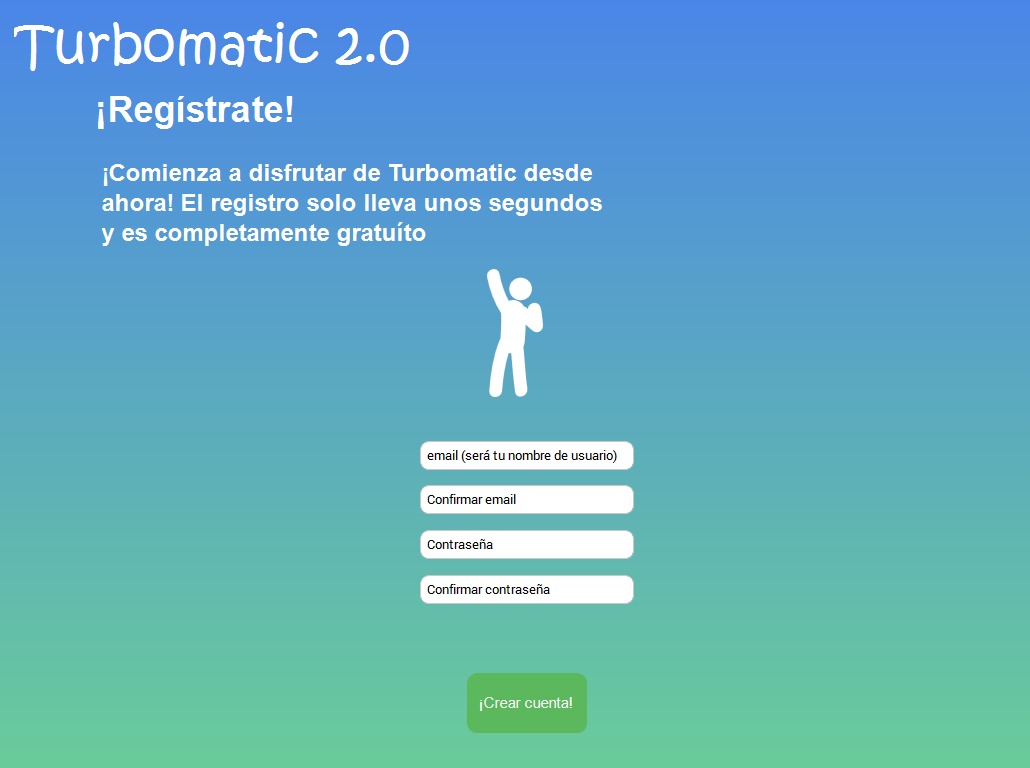 Turbomatic 2.0
¡Regístrate!
¡Comienza a disfrutar de Turbomatic desde
ahora! El registro solo lleva unos segundos
y es completamente gratuíto
email (será tu nombre de usuario)
Confirmar email
Contraseña
Confirmar contraseña
¡Crear cuenta!